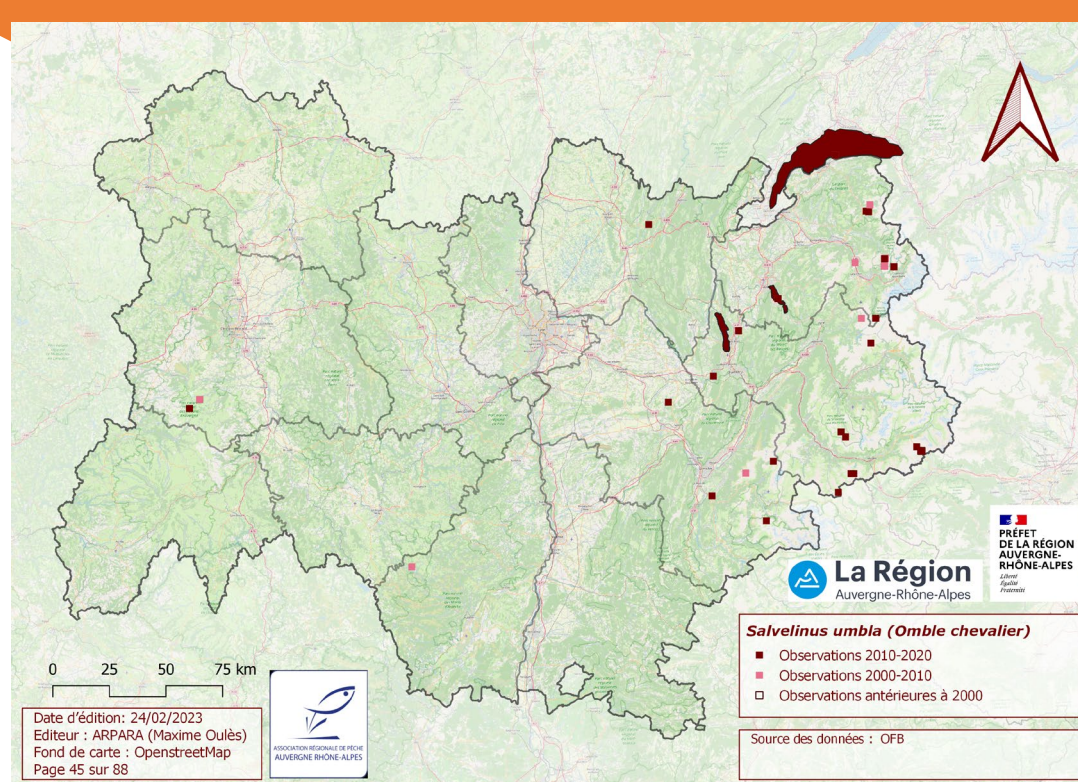 PRÉFET
DE LA RÉGION
AUVERGNE-
RHÔNE-ALPES
Liberté
Égalité
Fraternité
La Région
Auvergne-Rhône-Alpes
Salvelinus umbla (Omble chevalier)
Observations 2010-2020
Observations 2000-2010
Observations antérieures à 2000
Source des données : OFB
0 25 50 75 km
Date d'édition: 24/02/2023
Editeur : ARPARA (Maxime Oulès)
Fond de carte : OpenstreetMap
Page 45 sur 88
ASSOCIATION RÉGIONALE DE PÊCHE
AUVERGNE RHÔNE-ALPES